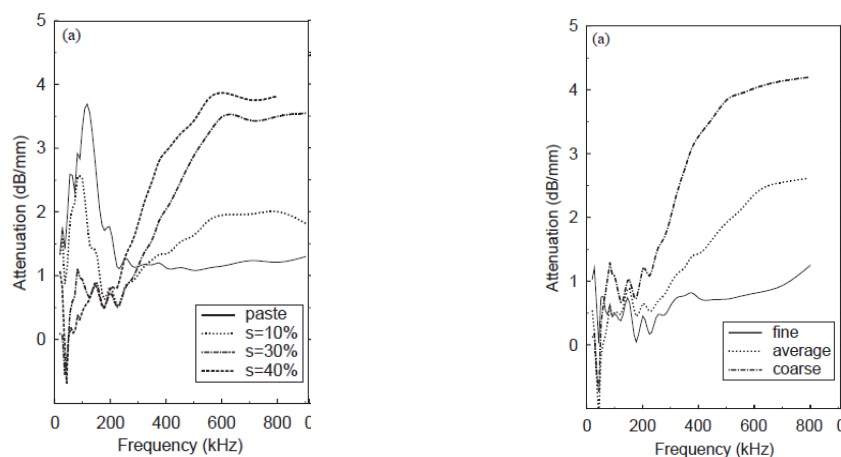 (a)
5
4
3
2
1
0
Attenuation (dB/mm)
paste
s=10%
s=30%
s=40%
0 200 400 600 800 0
Frequency (kHz)
(a)
5
4
3
2
1
0
Attenuation (dB/mm)
fine
average
coarse
0 200 400 600 800 0
Frequency (kHz)